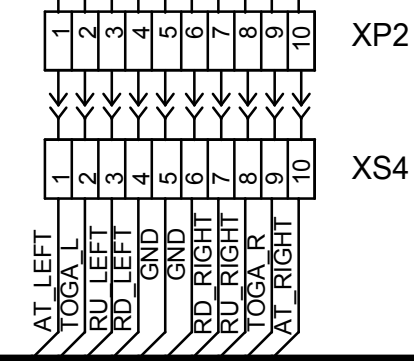 1 2 3 4 5 6 7 8 9 10 XP2
1 2 3 4 5 6 7 8 9 10 XS4
AT_LEFT
TOGA_L
RU_LEFT
RD_LEFT
GND
GND
RD_RIGHT
RU_RIGHT
TOGA_R
AT_RIGHT